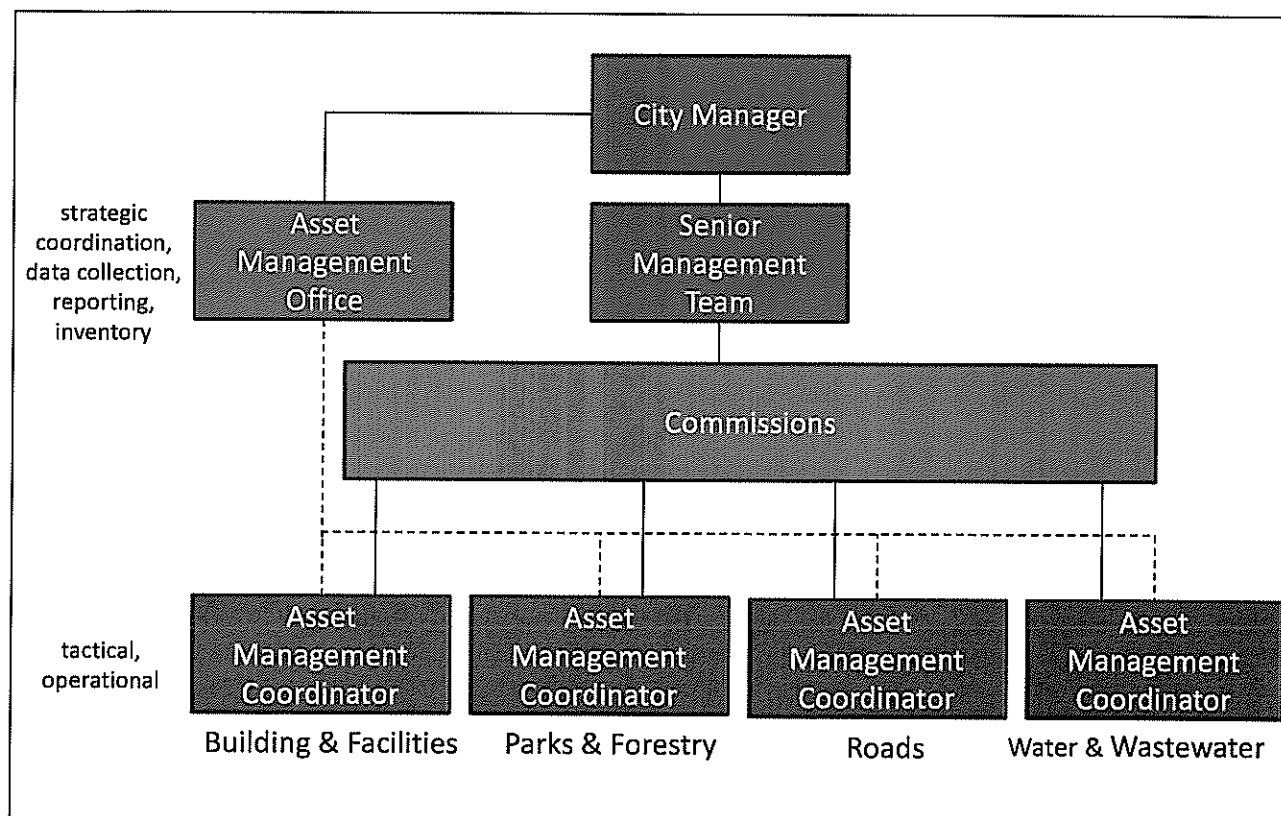 City Manager
strategic
coordination,
data collection,
reporting,
inventory
Asset
Management
Office
Senior
Management
Team
Commissions
tactical,
operational
Asset
Management
Coordinator
Building & Facilities
Asset
Management
Coordinator
Parks & Forestry
Asset
Management
Coordinator
Roads
Asset
Management
Coordinator
Water & Wastewater